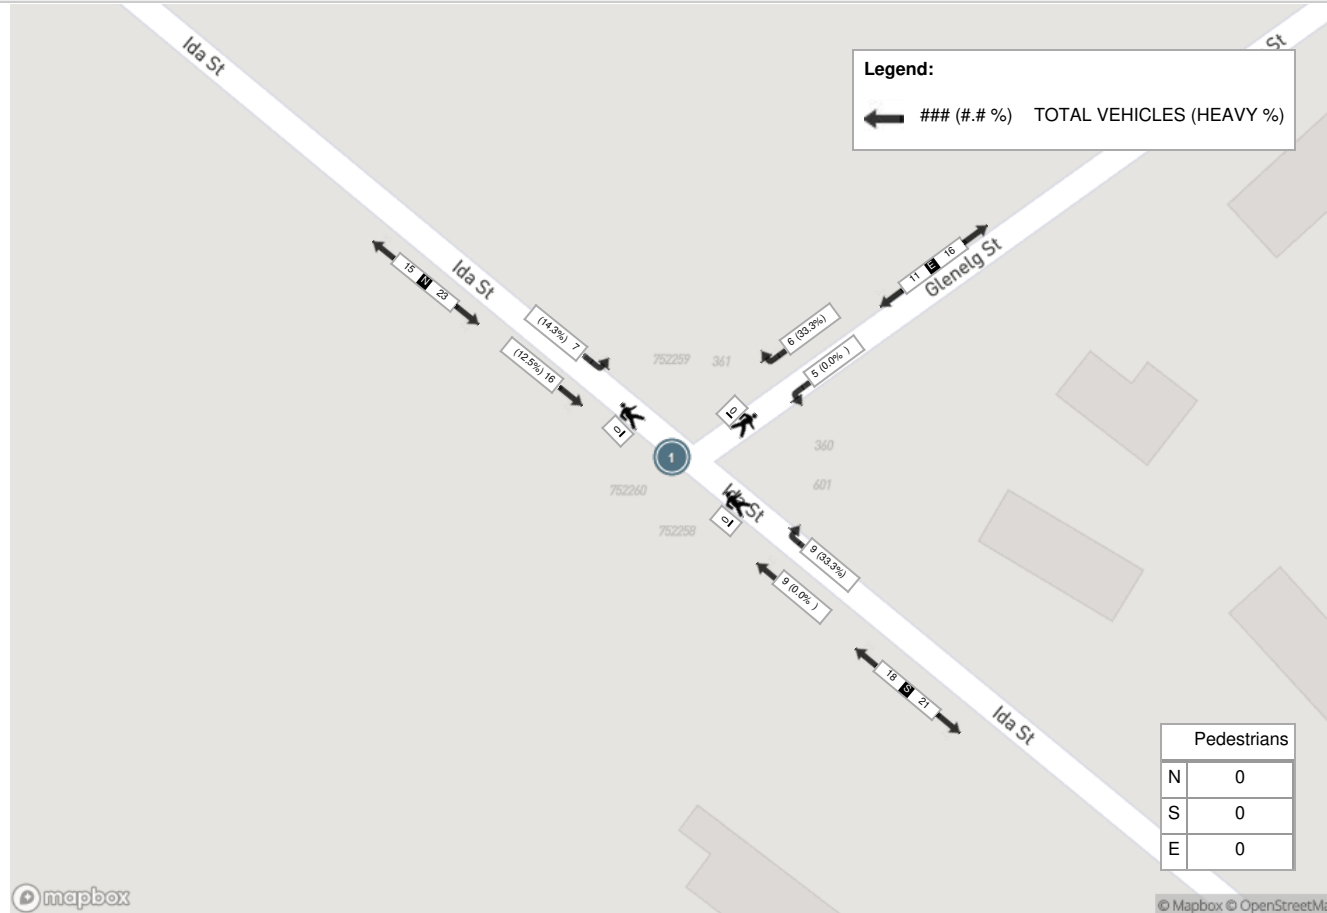 Ida St
St
Legend:
### (#.# %) TOTAL VEHICLES (HEAVY %)
Ida St
15 N 23
11 E 16
Glenelg St
(14.3%) 7
6 (33.3%)
(12.5%) 16
5 (0.0% )
752259
361
0
0
1
360
752260
601
Ida St
0
752258
9 (33.3%)
9 (0.0% )
18 S 21
Ida St
Pedestrians
N 0
S 0
E 0
mapbox
© Mapbox © OpenStreetMa